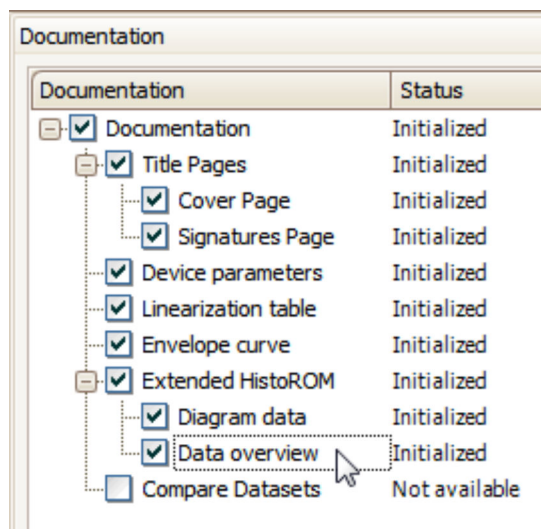 Documentation
Documentation Status
Documentation Initialized
Title Pages Initialized
Cover Page Initialized
Signatures Page Initialized
Device parameters Initialized
Linearization table Initialized
Envelope curve Initialized
Extended HistoROM Initialized
Diagram data Initialized
Data overview Initialized
Compare Datasets Not available